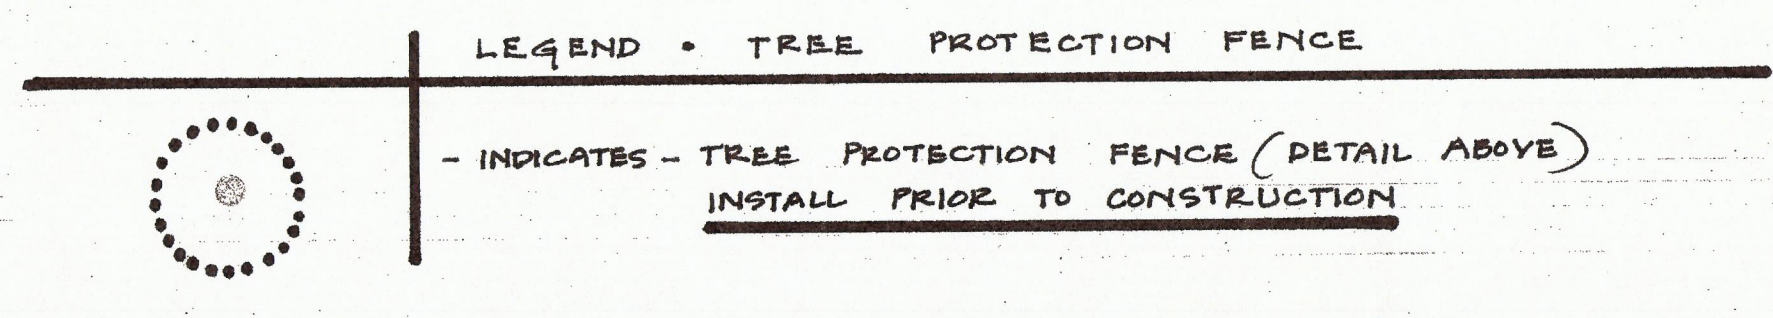 LEGEND • TREE PROTECTION FENCE
- INDICATES - TREE PROTECTION FENCE (DETAIL ABOVE)
INSTALL PRIOR TO CONSTRUCTION